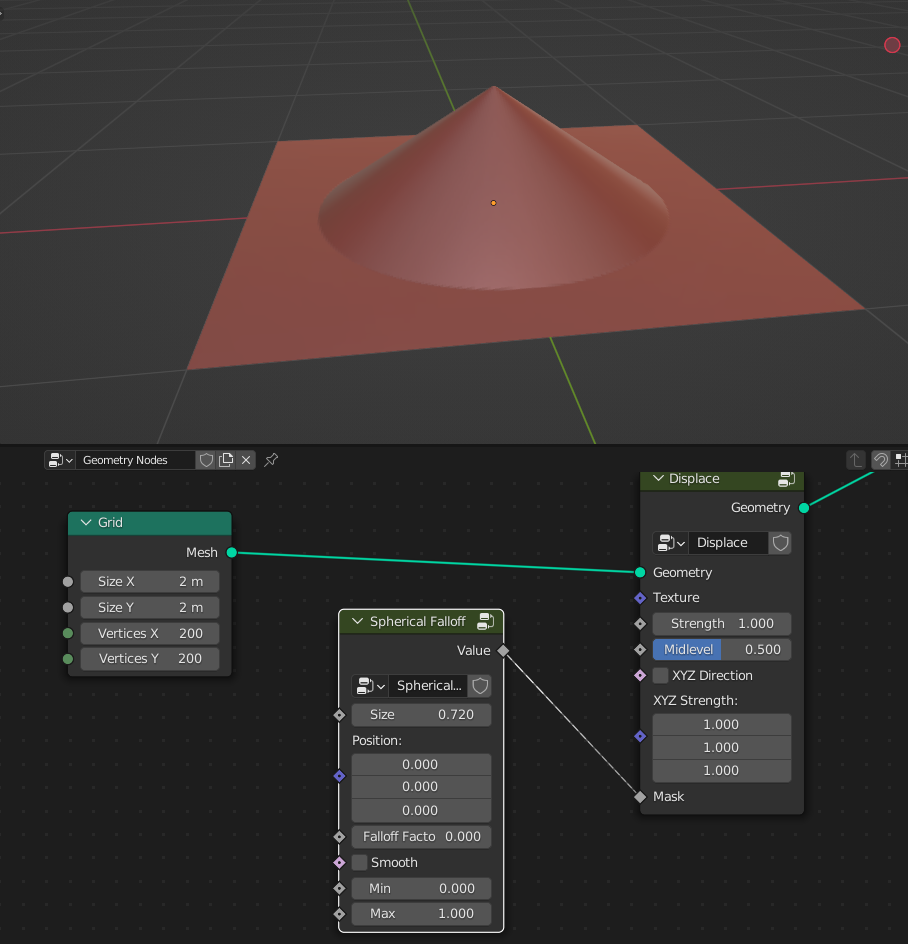 Geometry Nodes
Grid
Mesh
Size X 2 m
Size Y 2 m
Vertices X 200
Vertices Y 200
Spherical Falloff
Value
Spherical...
Size 0.720
Position:
0.000
0.000
0.000
Falloff Facto 0.000
Smooth
Min 0.000
Max 1.000
Displace
Geometry
Displace
Geometry
Texture
Strength 1.000
Midlevel 0.500
XYZ Direction
XYZ Strength:
1.000
1.000
1.000
Mask